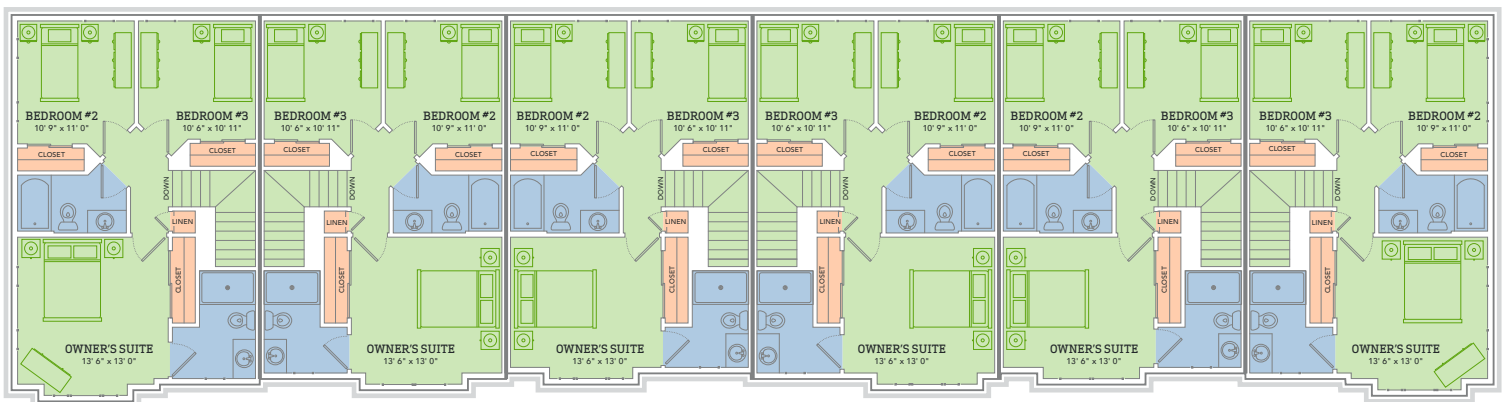 BEDROOM #2
10' 9" x 11' 0"
BEDROOM #3
10' 6" x 10' 11"
CLOSET
CLOSET
DOWN
LINEN
CLOSET
OWNER'S SUITE
13' 6" x 13' 0"
BEDROOM #3
10' 6" x 10' 11"
BEDROOM #2
10' 9" x 11' 0"
CLOSET
CLOSET
DOWN
LINEN
CLOSET
OWNER'S SUITE
13' 6" x 13' 0"
BEDROOM #2
10' 9" x 11' 0"
BEDROOM #3
10' 6" x 10' 11"
CLOSET
CLOSET
DOWN
LINEN
CLOSET
OWNER'S SUITE
13' 6" x 13' 0"
BEDROOM #3
10' 6" x 10' 11"
BEDROOM #2
10' 9" x 11' 0"
CLOSET
CLOSET
DOWN
LINEN
CLOSET
OWNER'S SUITE
13' 6" x 13' 0"
BEDROOM #2
10' 9" x 11' 0"
BEDROOM #3
10' 6" x 10' 11"
CLOSET
CLOSET
DOWN
LINEN
CLOSET
OWNER'S SUITE
13' 6" x 13' 0"
BEDROOM #3
10' 6" x 10' 11"
BEDROOM #2
10' 9" x 11' 0"
CLOSET
CLOSET
DOWN
LINEN
CLOSET
OWNER'S SUITE
13' 6" x 13' 0"